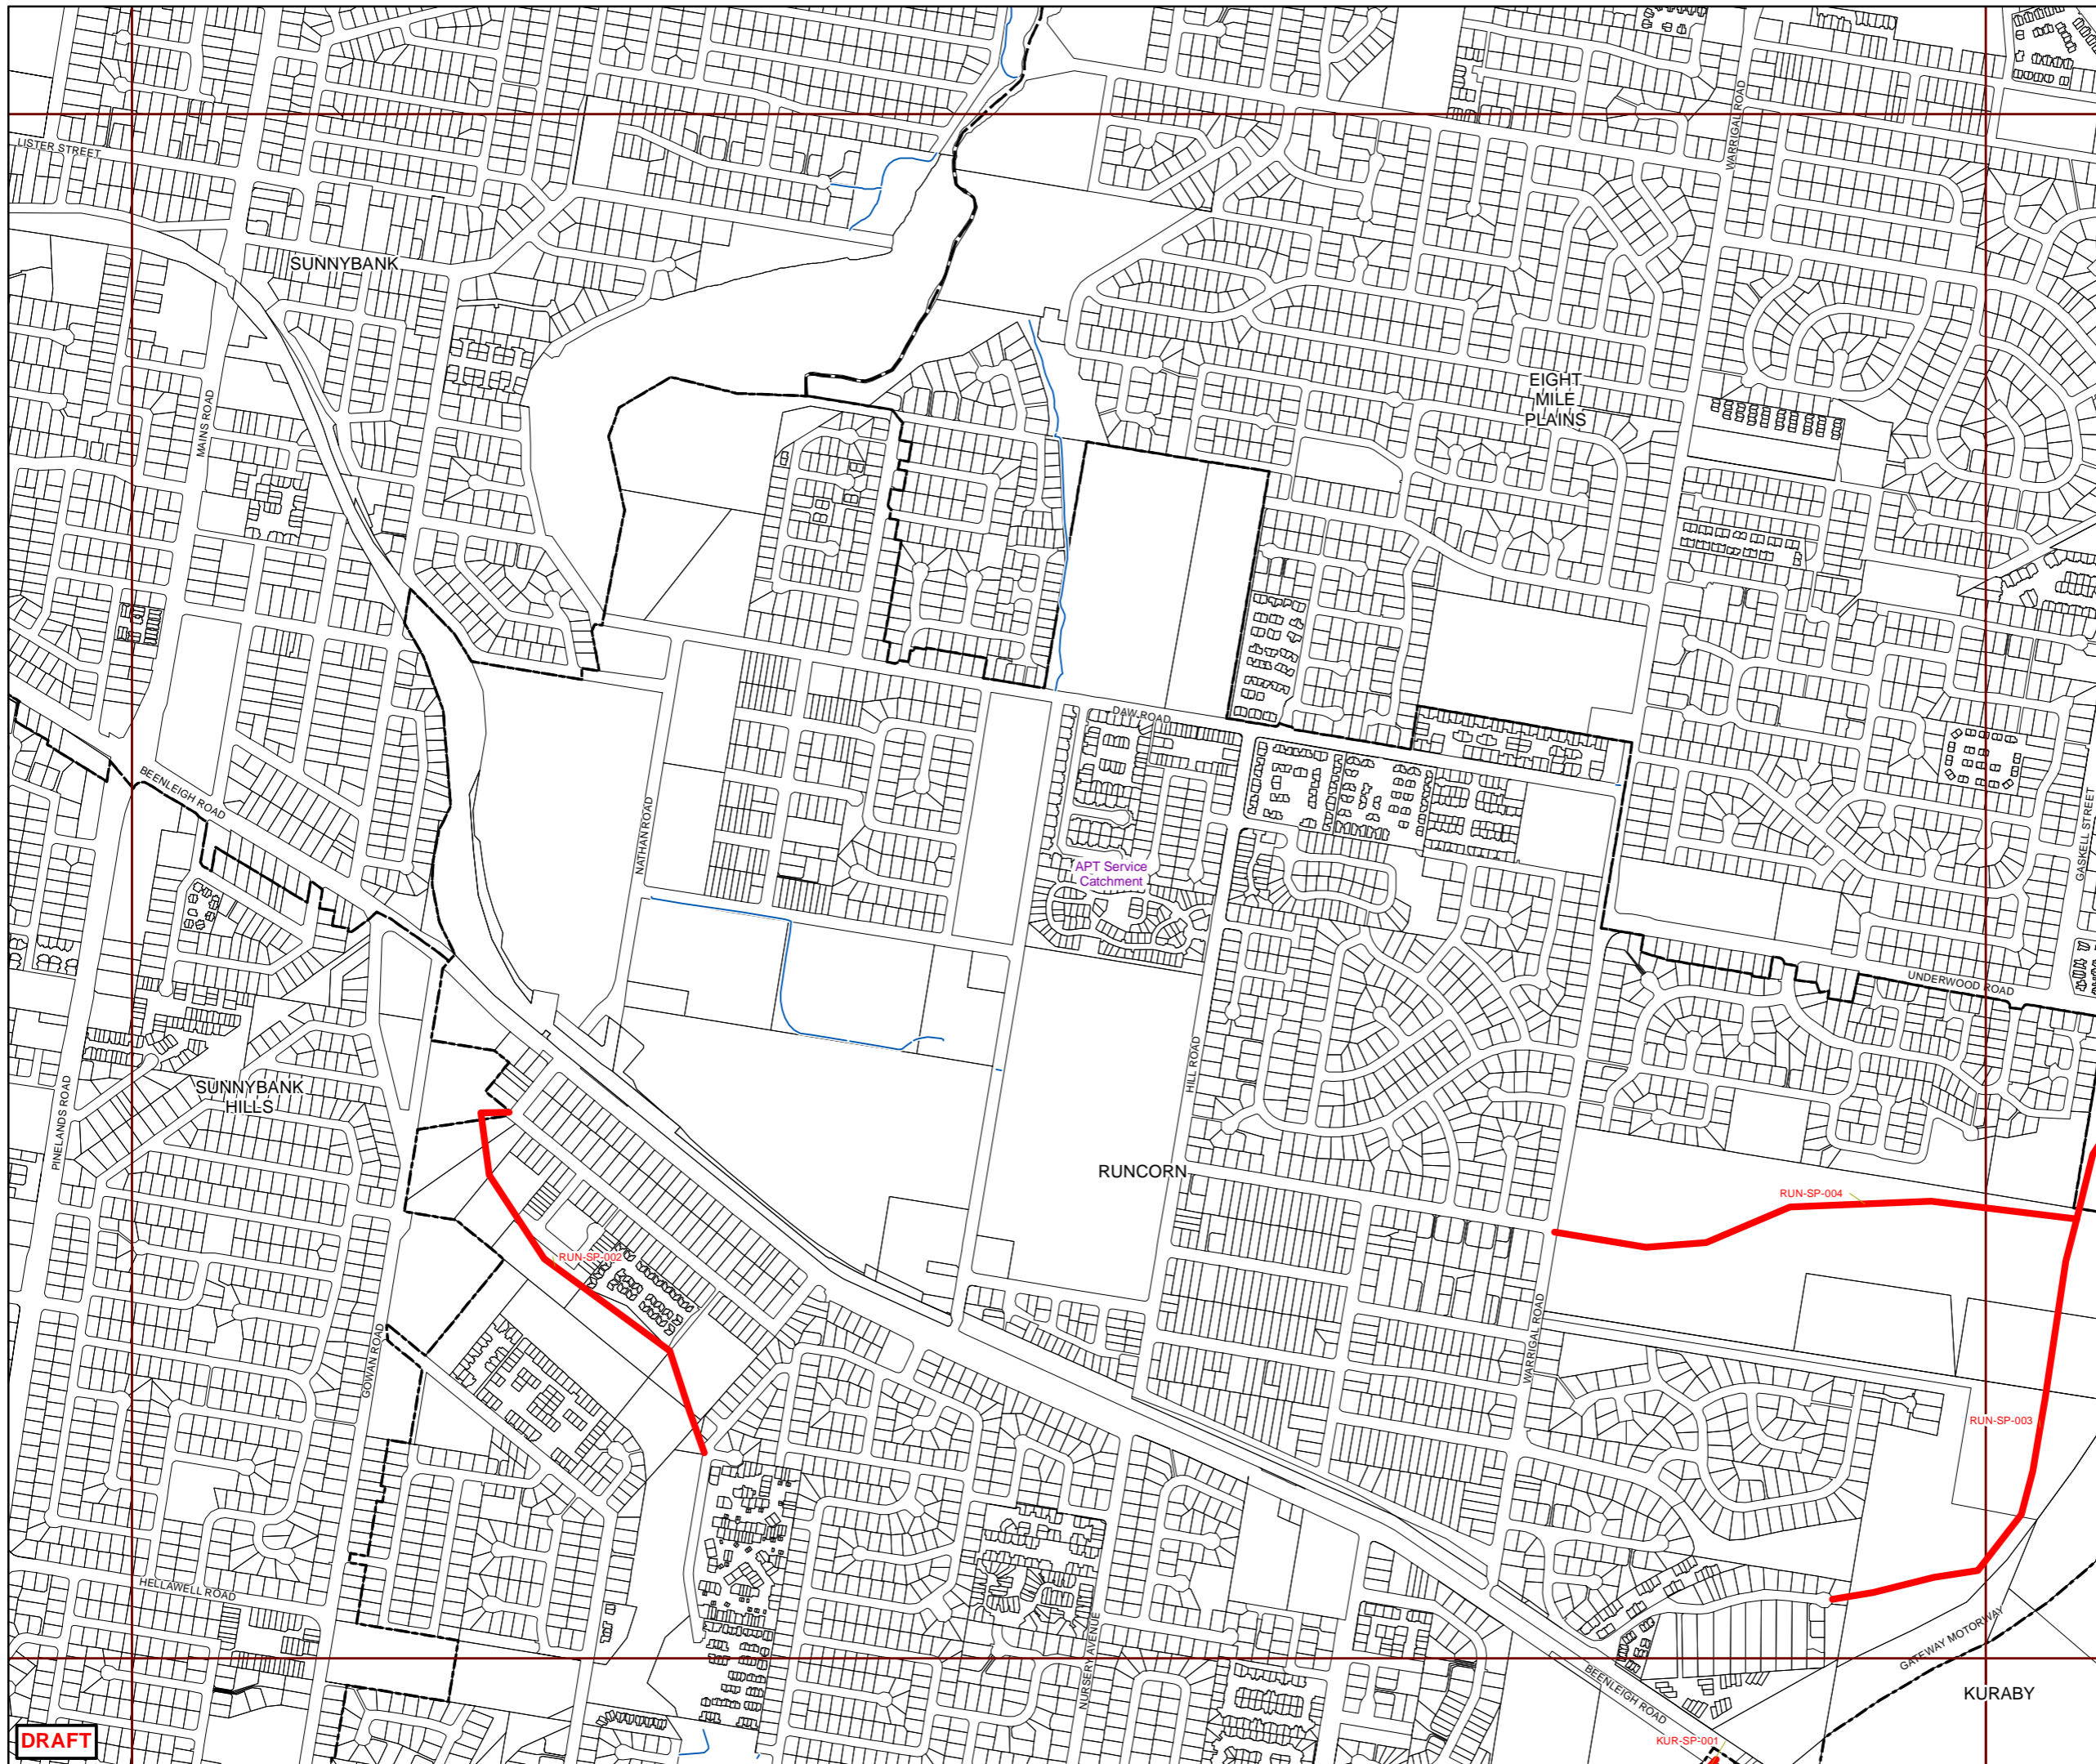 WARRIGAL ROAD
LISTER STREET
SUNNYBANK
EIGHT
MILE
PLAINS
MAINS ROAD
DAW ROAD
BEENLEIGH ROAD
NATHAN ROAD
GASKELL STREET
APT Service
Catchment
UNDERWOOD ROAD
HILL ROAD
SUNNYBANK
HILLS
PINELANDS ROAD
RUNCORN
RUN-SP-004
RUN-SP-002
GOWAN ROAD
WARRIGAL ROAD
RUN-SP-003
HELLAWELL ROAD
NURSERY AVENUE
GATEWAY MOTORWAY
BEENLEIGH ROAD
KURABY
DRAFT
KUR-SP-001